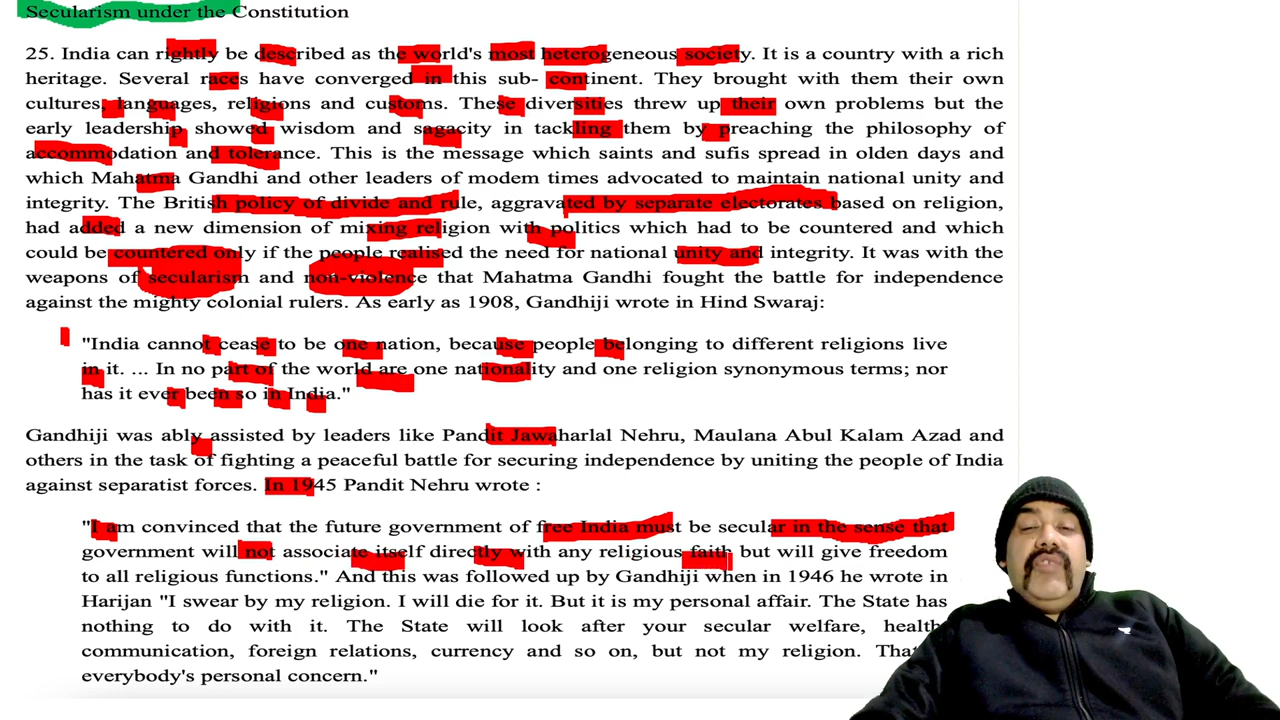 Secularism under the Constitution
25. India can rightly be described as the world's most heterogeneous society. It is a country with a rich
heritage. Several races have converged in this sub- continent. They brought with them their own
cultures, languages, religions and customs. These diversities threw up their own problems but the
early leadership showed wisdom and sagacity in tackling them by preaching the philosophy of
accommodation and tolerance. This is the message which saints and sufis spread in olden days and
which Mahatma Gandhi and other leaders of modem times advocated to maintain national unity and
integrity. The British policy of divide and rule, aggravated by separate electorates based on religion,
had added a new dimension of mixing religion with politics which had to be countered and which
could be countered only if the people realised the need for national unity and integrity. It was with the
weapons of secularism and non-violence that Mahatma Gandhi fought the battle for independence
against the mighty colonial rulers. As early as 1908, Gandhiji wrote in Hind Swaraj:
"India cannot cease to be one nation, because people belonging to different religions live
in it. ... In no part of the world are one nationality and one religion synonymous terms; nor
has it ever been so in India."
Gandhiji was ably assisted by leaders like Pandit Jawaharlal Nehru, Maulana Abul Kalam Azad and
others in the task of fighting a peaceful battle for securing independence by uniting the people of India
against separatist forces. In 1945 Pandit Nehru wrote :
"I am convinced that the future government of free India must be secular in the sense that
government will not associate itself directly with any religious faith but will give freedom
to all religious functions." And this was followed up by Gandhiji when in 1946 he wrote in
Harijan "I swear by my religion. I will die for it. But it is my personal affair. The State has
nothing to do with it. The State will look after your secular welfare, health,
communication, foreign relations, currency and so on, but not my religion.
everybody's personal concern."